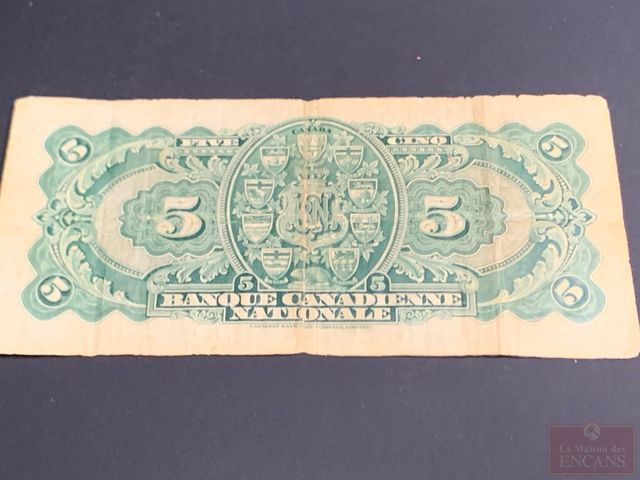 CANADA
FIVE CINQ
5 5
5 5
5 5
5 5
BANQUE CANADIENNE
NATIONALE
La Maison des
ENCANS